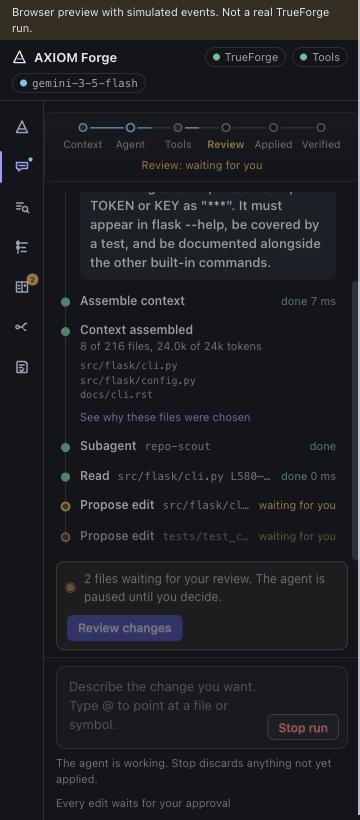 Browser preview with simulated events. Not a real TrueForge
run.
AXIOM Forge
TrueForge
Tools
gemini-3-5-flash
Context Agent Tools Review Applied Verified
Review: waiting for you
TOKEN or KEY as "***". It must
appear in flask --help, be covered by
a test, and be documented alongside
the other built-in commands.
Assemble context done 7 ms
Context assembled
8 of 216 files, 24.0k of 24k tokens
src/flask/cli.py
src/flask/config.py
docs/cli.rst
See why these files were chosen
Subagent repo-scout done
Read src/flask/cli.py L580–… done 0 ms
2
Propose edit src/flask/cl… waiting for you
Propose edit tests/test_c… waiting for you
2 files waiting for your review. The agent is
paused until you decide.
Review changes
Describe the change you want.
Type @ to point at a file or
symbol.
Stop run
The agent is working. Stop discards anything not yet
applied.
Every edit waits for your approval